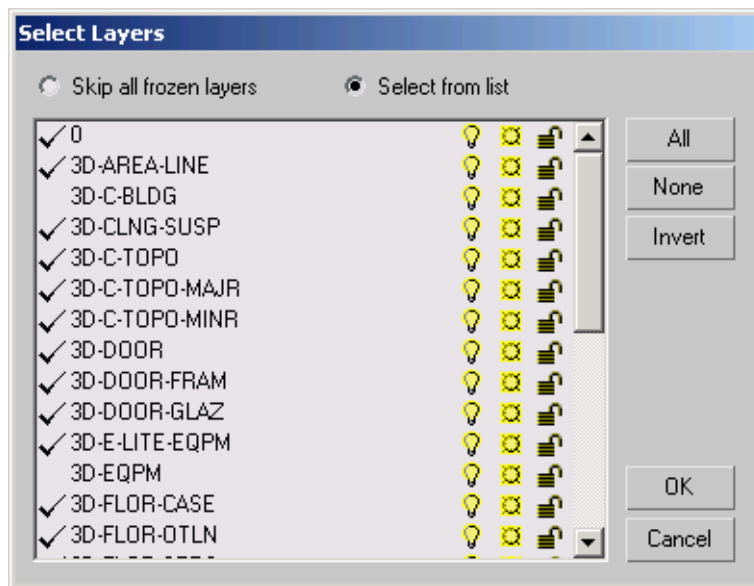 Select Layers
Skip all frozen layers
Select from list
0
3D-AREA-LINE
3D-C-BLDG
3D-CLNG-SUSP
3D-C-TOPO
3D-C-TOPO-MAJR
3D-C-TOPO-MINR
3D-DOOR
3D-DOOR-FRAM
3D-DOOR-GLAZ
3D-E-LITE-EQPM
3D-EQPM
3D-FLOR-CASE
3D-FLOR-OTLN
All
None
Invert
OK
Cancel